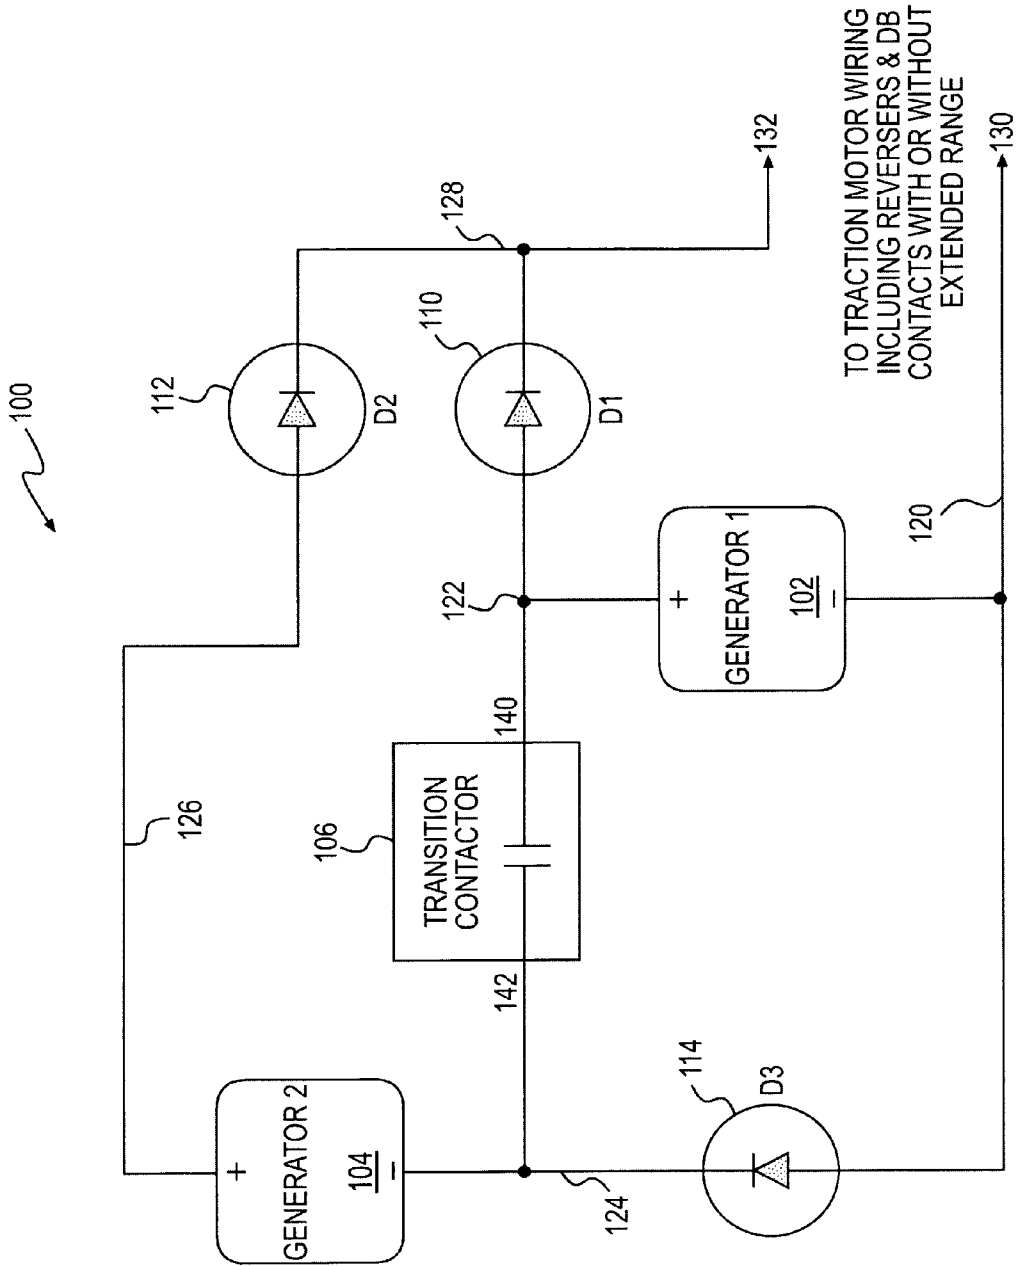 100
TO TRACTION MOTOR WIRING
INCLUDING REVERSERS & DB
CONTACTS WITH OR WITHOUT
EXTENDED RANGE
132
130
128
110
112
D2
D1
120
122
GENERATOR 1
102
+
–
140
126
106
TRANSITION
CONTACTOR
142
GENERATOR 2
104
+
–
114
D3
124